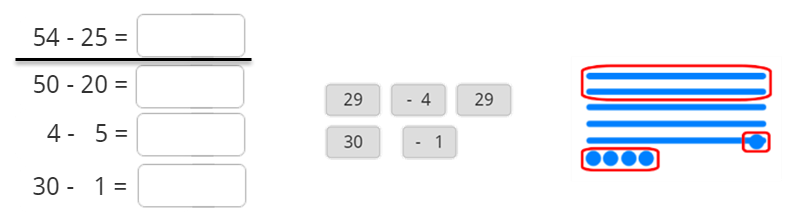 54 - 25 =
50 - 20 =
4 - 5 =
30 - 1 =
29 - 4 29
30 - 1